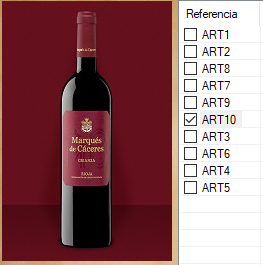 Marqués
de Cáceres
CRIANZA
RIOJA
Referencia
ART1
ART2
ART8
ART7
ART9
ART10
ART3
ART6
ART4
ART5